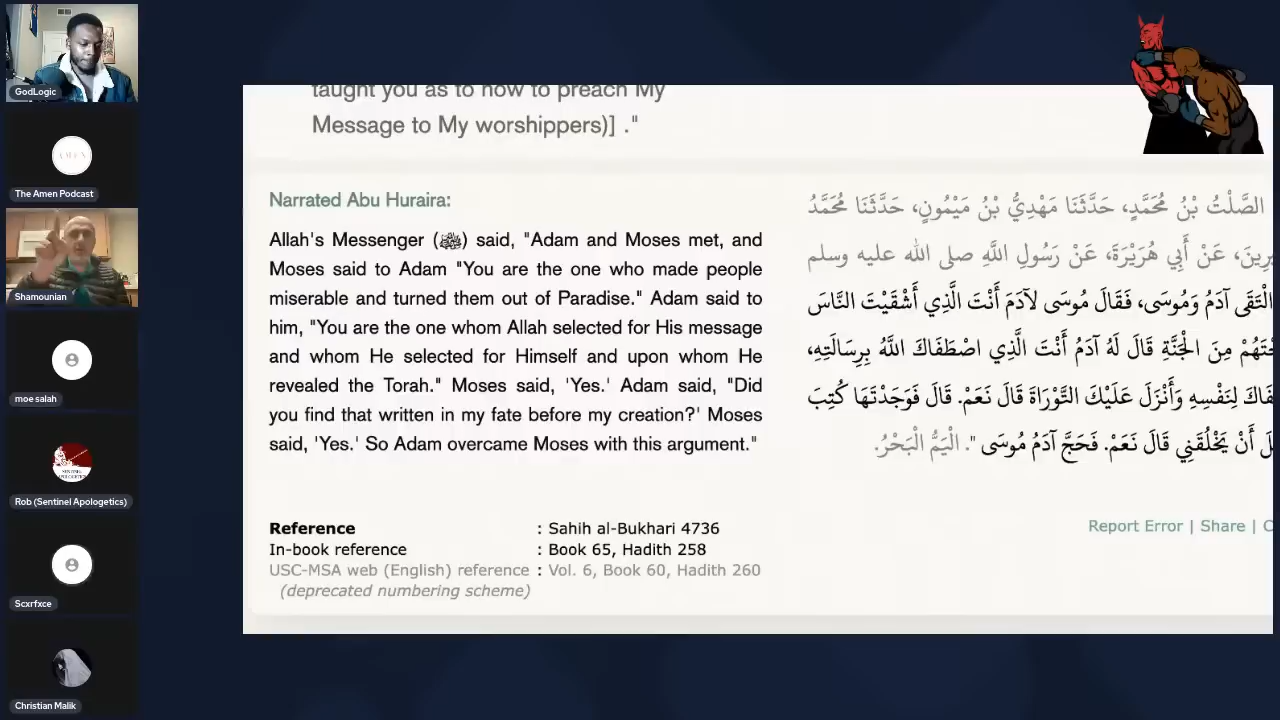 GodLogic
The Amen Podcast
Shamounian
moe salah
Rob (Sentinel Apologetics)
Scxrfxce
Christian Malik
AMEN
SENTINEL
APOLOGETICS
taught you as to how to preach My
Message to My worshippers)] ."
Narrated Abu Huraira:
Allah's Messenger (ﷺ) said, "Adam and Moses met, and
Moses said to Adam "You are the one who made people
miserable and turned them out of Paradise." Adam said to
him, "You are the one whom Allah selected for His message
and whom He selected for Himself and upon whom He
revealed the Torah." Moses said, 'Yes.' Adam said, "Did
you find that written in my fate before my creation?' Moses
said, 'Yes.' So Adam overcame Moses with this argument."
الصَّلْتُ بْنُ مُحَمَّدٍ، حَدَّثَنَا مَهْدِيُّ بْنُ مَيْمُونٍ، حَدَّثَنَا مُحَمَّدُ
عَنْ أَبِي هُرَيْرَةَ، عَنْ رَسُولِ اللَّهِ صلى الله عليه وسلم
الْتَقَى آدَمُ وَمُوسَى، فَقَالَ مُوسَى لآدَمَ أَنْتَ الَّذِي أَشْقَيْتَ النَّاسَ
مِنَ الْجَنَّةِ قَالَ لَهُ آدَمُ أَنْتَ الَّذِي اصْطَفَاكَ اللَّهُ بِرِسَالَتِهِ،
لِنَفْسِهِ وَأَنْزَلَ عَلَيْكَ التَّوْرَاةَ قَالَ نَعَمْ. قَالَ فَوَجَدْتَهَا كُتِبَ
أَنْ يَخْلُقَنِي قَالَ نَعَمْ. فَحَجَّ آدَمُ مُوسَى ". الْيَمُّ الْبَحْرُ.
Reference : Sahih al-Bukhari 4736
In-book reference : Book 65, Hadith 258
USC-MSA web (English) reference : Vol. 6, Book 60, Hadith 260
(deprecated numbering scheme)
Report Error | Share |